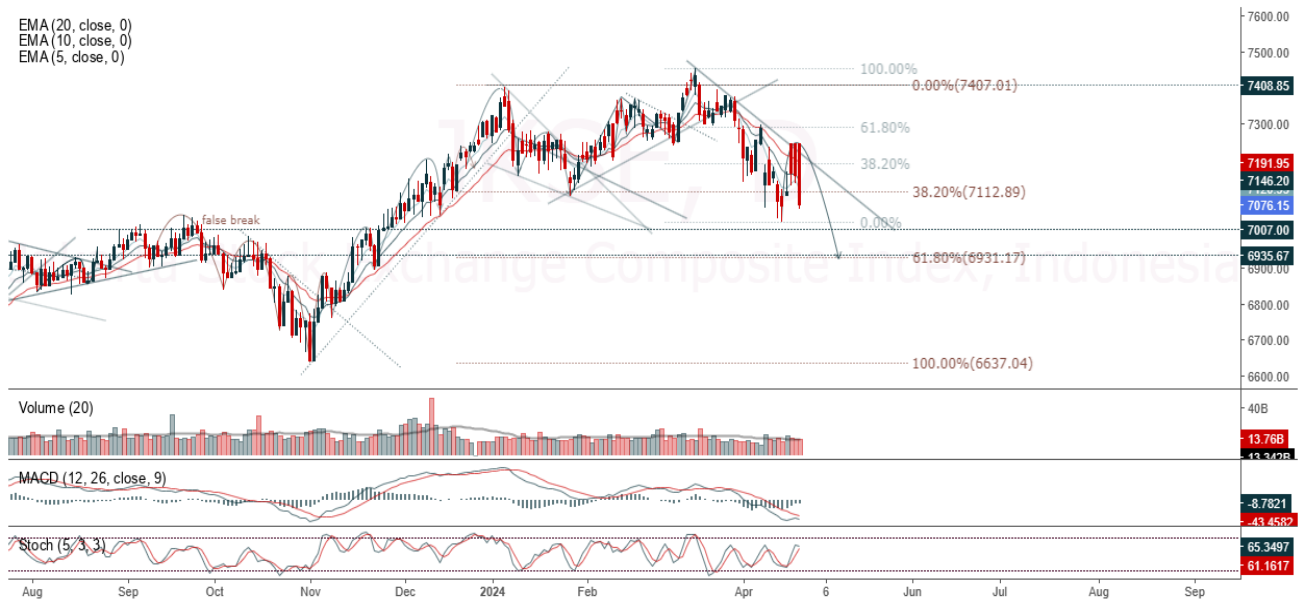 EMA (20, close, 0)
EMA (10, close, 0)
EMA (5, close, 0)
7600.00
7500.00
100.00%
0.00%(7407.01)
7408.85
61.80%
7300.00
38.20%
7191.95
7146.20
38.20%(7112.89)
7076.15
false break
0.00%
7007.00
61.80%(6931.17)
6935.67
6900.00
6800.00
6700.00
100.00%(6637.04)
6600.00
Volume (20)
40B
13.76B
13.342B
MACD (12, 26, close, 9)
-8.7821
-43.4582
Stoch (5, 3, 3)
65.3497
61.1617
Aug Sep Oct Nov Dec 2024 Feb Apr 6 Jun Jul Aug Sep